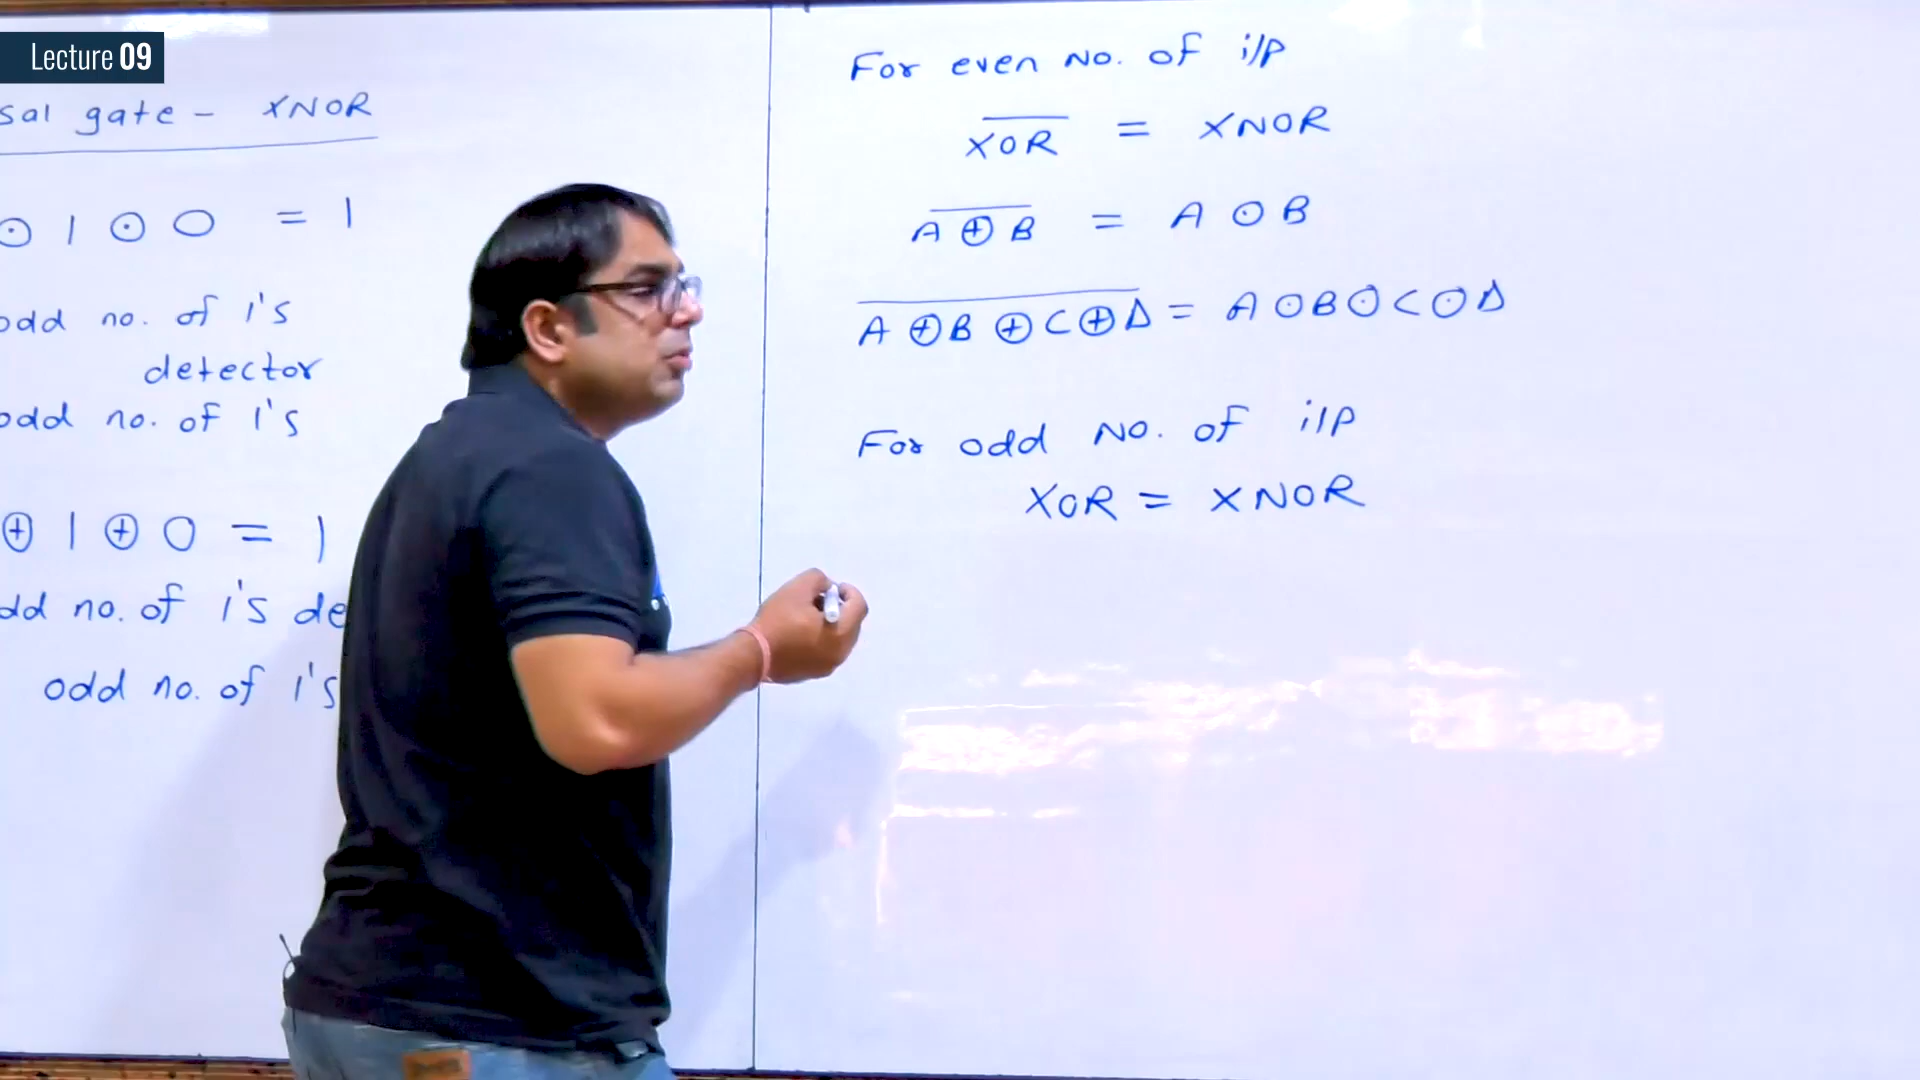 Lecture 09
sal gate - XNOR
⊙ 1 ⊙ 0 = 1
odd no. of 1's
detector
odd no. of 1's
⊕ 1 ⊕ 0 = 1
dd no. of 1's de
odd no. of 1's
For even No. of i/p
X̅O̅R̅ = XNOR
A̅ ̅⊕̅ ̅B̅ = A ⊙ B
A̅ ̅⊕̅ ̅B̅ ̅⊕̅ ̅C̅ ̅⊕̅ ̅D̅ = A ⊙ B ⊙ C ⊙ D
For odd No. of i/p
XOR = XNOR